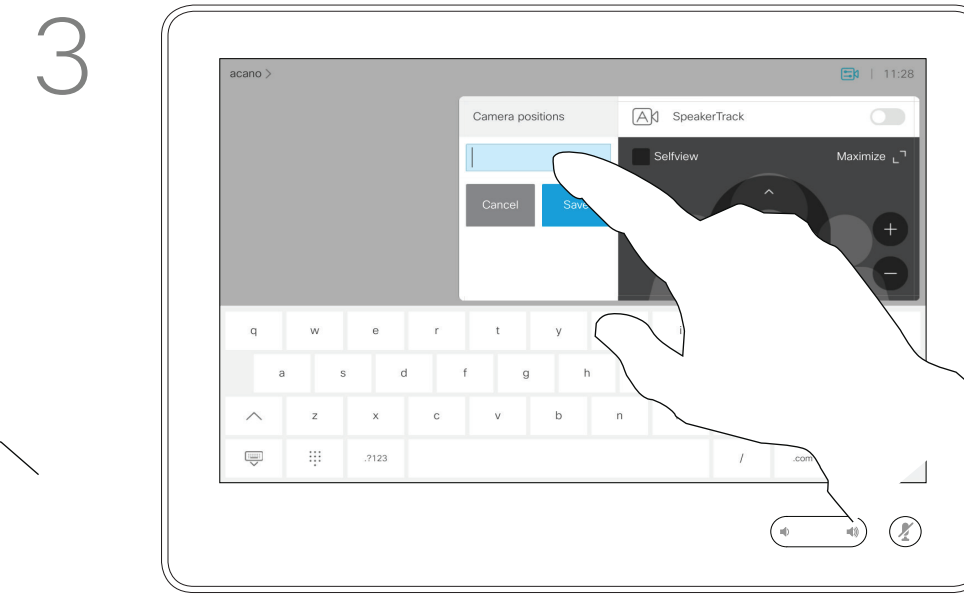 3
acano >
11:28
Camera positions
SpeakerTrack
Selfview
Maximize
Cancel
Save
q w e r t y i
a s d f g h
z x c v b n
.?123 / .com